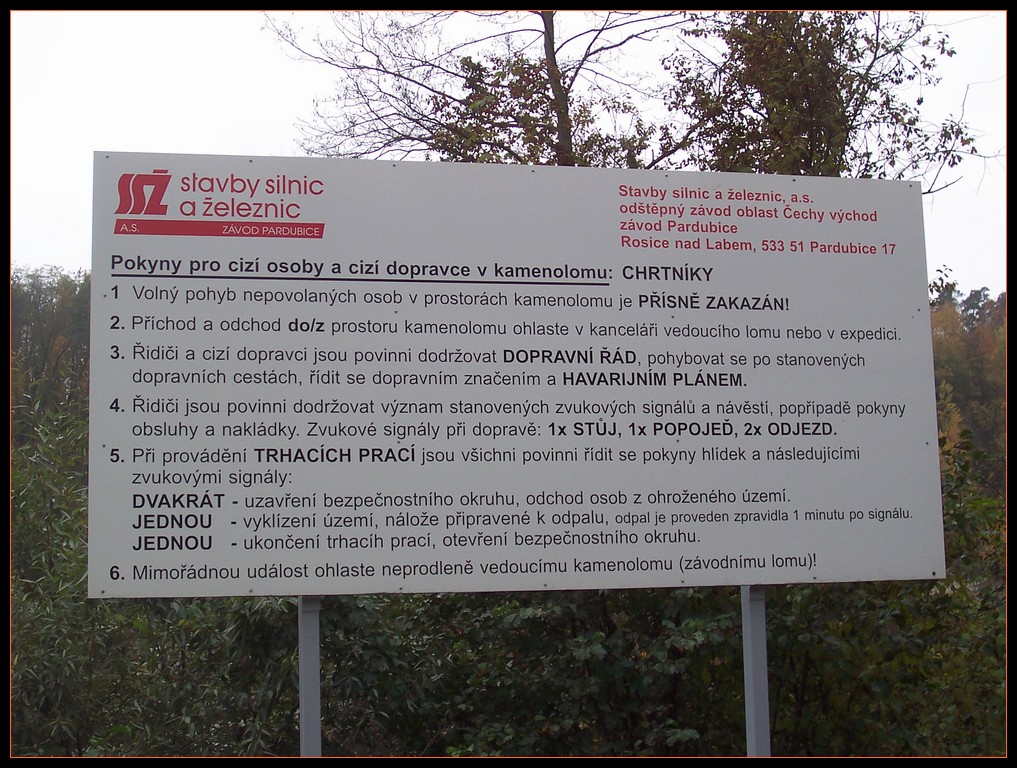 SSŽ stavby silnic
a železnic
A.S. ZÁVOD PARDUBICE
Stavby silnic a železnic, a.s.
odštěpný závod oblast Čechy východ
závod Pardubice
Rosice nad Labem, 533 51 Pardubice 17
Pokyny pro cizí osoby a cizí dopravce v kamenolomu: CHRTNÍKY
1 Volný pohyb nepovolaných osob v prostorách kamenolomu je PŘÍSNĚ ZAKAZÁN!
2. Příchod a odchod do/z prostoru kamenolomu ohlaste v kanceláři vedoucího lomu nebo v expedici.
3. Řidiči a cizí dopravci jsou povinni dodržovat DOPRAVNÍ ŘÁD, pohybovat se po stanovených
dopravních cestách, řídit se dopravním značením a HAVARIJNÍM PLÁNEM.
4. Řidiči jsou povinni dodržovat význam stanovených zvukových signálů a návěstí, popřípadě pokyny
obsluhy a nakládky. Zvukové signály při dopravě: 1x STŮJ, 1x POPOJEĎ, 2x ODJEZD.
5. Při provádění TRHACÍCH PRACÍ jsou všichni povinni řídit se pokyny hlídek a následujícími
zvukovými signály:
DVAKRÁT - uzavření bezpečnostního okruhu, odchod osob z ohroženého území.
JEDNOU - vyklízení území, nálože připravené k odpalu, odpal je proveden zpravidla 1 minutu po signálu.
JEDNOU - ukončení trhacíh prací, otevření bezpečnostního okruhu.
6. Mimořádnou událost ohlaste neprodleně vedoucímu kamenolomu (závodnímu lomu)!